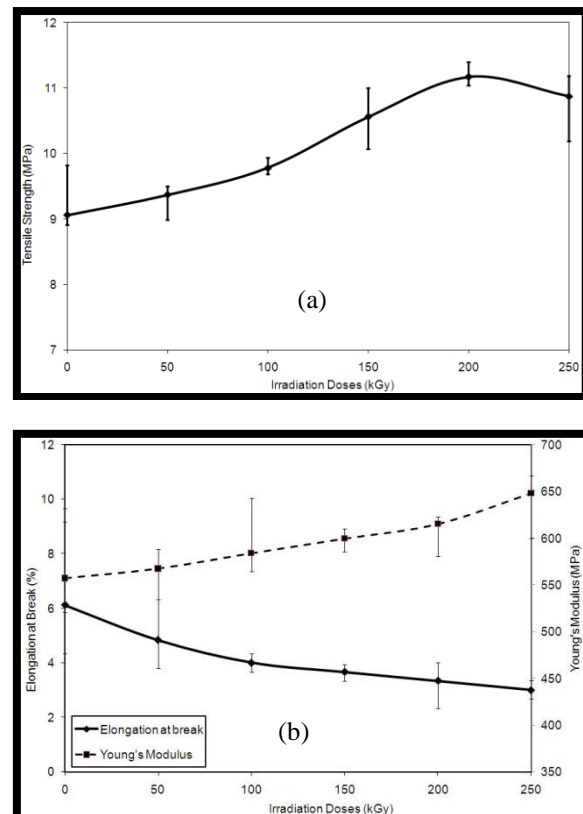 12
11
10
9
8
7
Tensile Strength (MPa)
(a)
0 50 100 150 200 250
Irradiation Doses (kGy)
12
10
8
6
4
2
0
Elongation at Break (%)
700
650
600
550
500
450
400
350
Young's Modulus (MPa)
Elongation at break
Young's Modulus
(b)
0 50 100 150 200 250
Irradiation Doses (kGy)